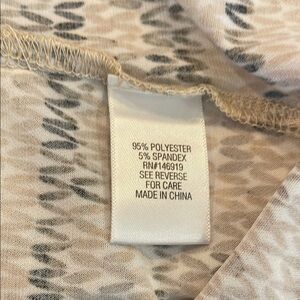 95% POLYESTER
5% SPANDEX
RN#146919
SEE REVERSE
FOR CARE
MADE IN CHINA